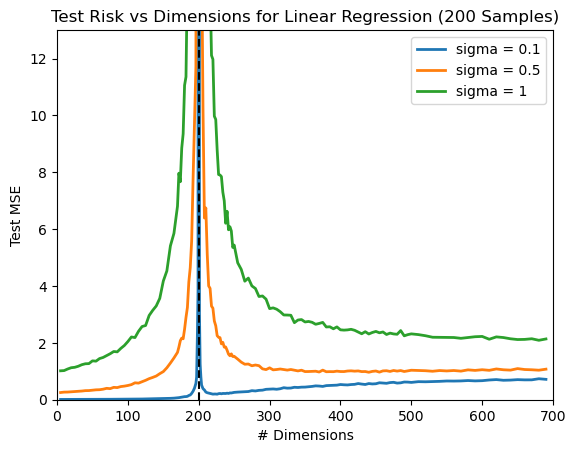 Test Risk vs Dimensions for Linear Regression (200 Samples)
sigma = 0.1
sigma = 0.5
sigma = 1
Test MSE
12
10
8
6
4
2
0
0 100 200 300 400 500 600 700
# Dimensions